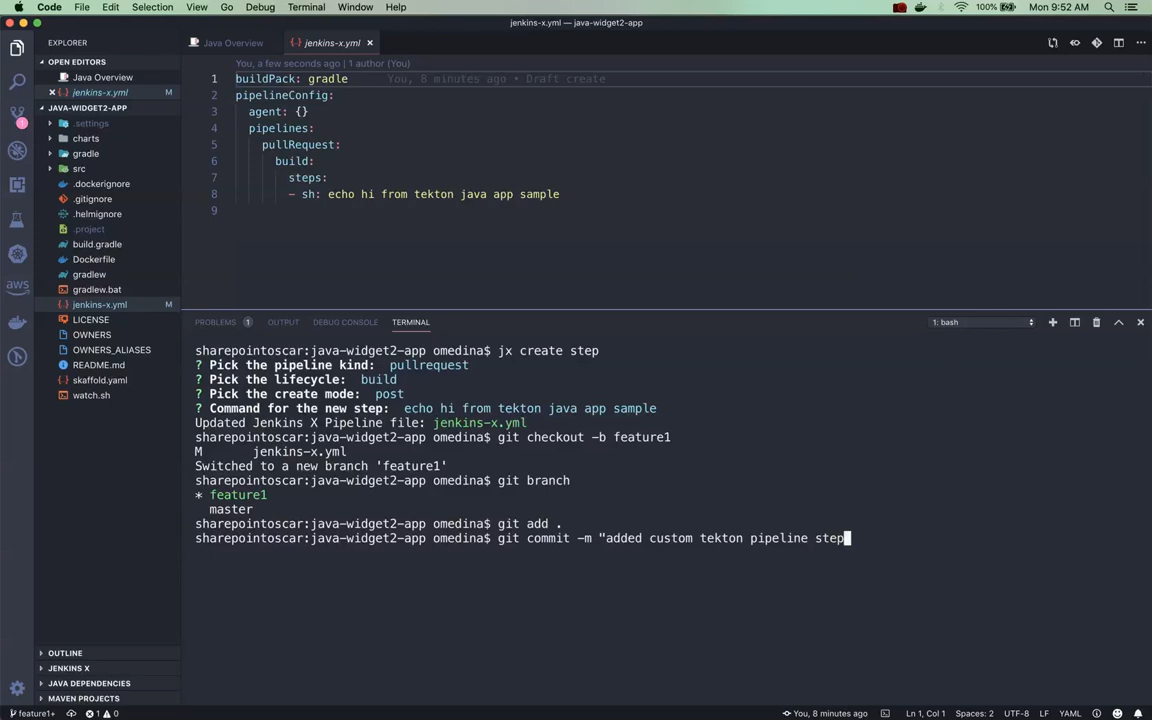 Code File Edit Selection View Go Debug Terminal Window Help 100% Mon 9:52 AM
jenkins-x.yml — java-widget2-app
EXPLORER
Java Overview
jenkins-x.yml ×
OPEN EDITORS
Java Overview
× jenkins-x.yml M
JAVA-WIDGET2-APP
.settings
charts
gradle
src
.dockerignore
.gitignore
.helmignore
.project
build.gradle
Dockerfile
gradlew
gradlew.bat
jenkins-x.yml M
LICENSE
OWNERS
OWNERS_ALIASES
README.md
skaffold.yaml
watch.sh
OUTLINE
JENKINS X
JAVA DEPENDENCIES
MAVEN PROJECTS
aws
You, a few seconds ago | 1 author (You)
1 buildPack: gradle You, 8 minutes ago • Draft create
2 pipelineConfig:
3 agent: {}
4 pipelines:
5 pullRequest:
6 build:
7 steps:
8 - sh: echo hi from tekton java app sample
9
PROBLEMS 1 OUTPUT DEBUG CONSOLE TERMINAL 1: bash
sharepointoscar:java-widget2-app omedina$ jx create step
? Pick the pipeline kind: pullrequest
? Pick the lifecycle: build
? Pick the create mode: post
? Command for the new step: echo hi from tekton java app sample
Updated Jenkins X Pipeline file: jenkins-x.yml
sharepointoscar:java-widget2-app omedina$ git checkout -b feature1
M jenkins-x.yml
Switched to a new branch 'feature1'
sharepointoscar:java-widget2-app omedina$ git branch
* feature1
master
sharepointoscar:java-widget2-app omedina$ git add .
sharepointoscar:java-widget2-app omedina$ git commit -m "added custom tekton pipeline step
feature1+ 1 0 You, 8 minutes ago Ln 1, Col 1 Spaces: 2 UTF-8 LF YAML